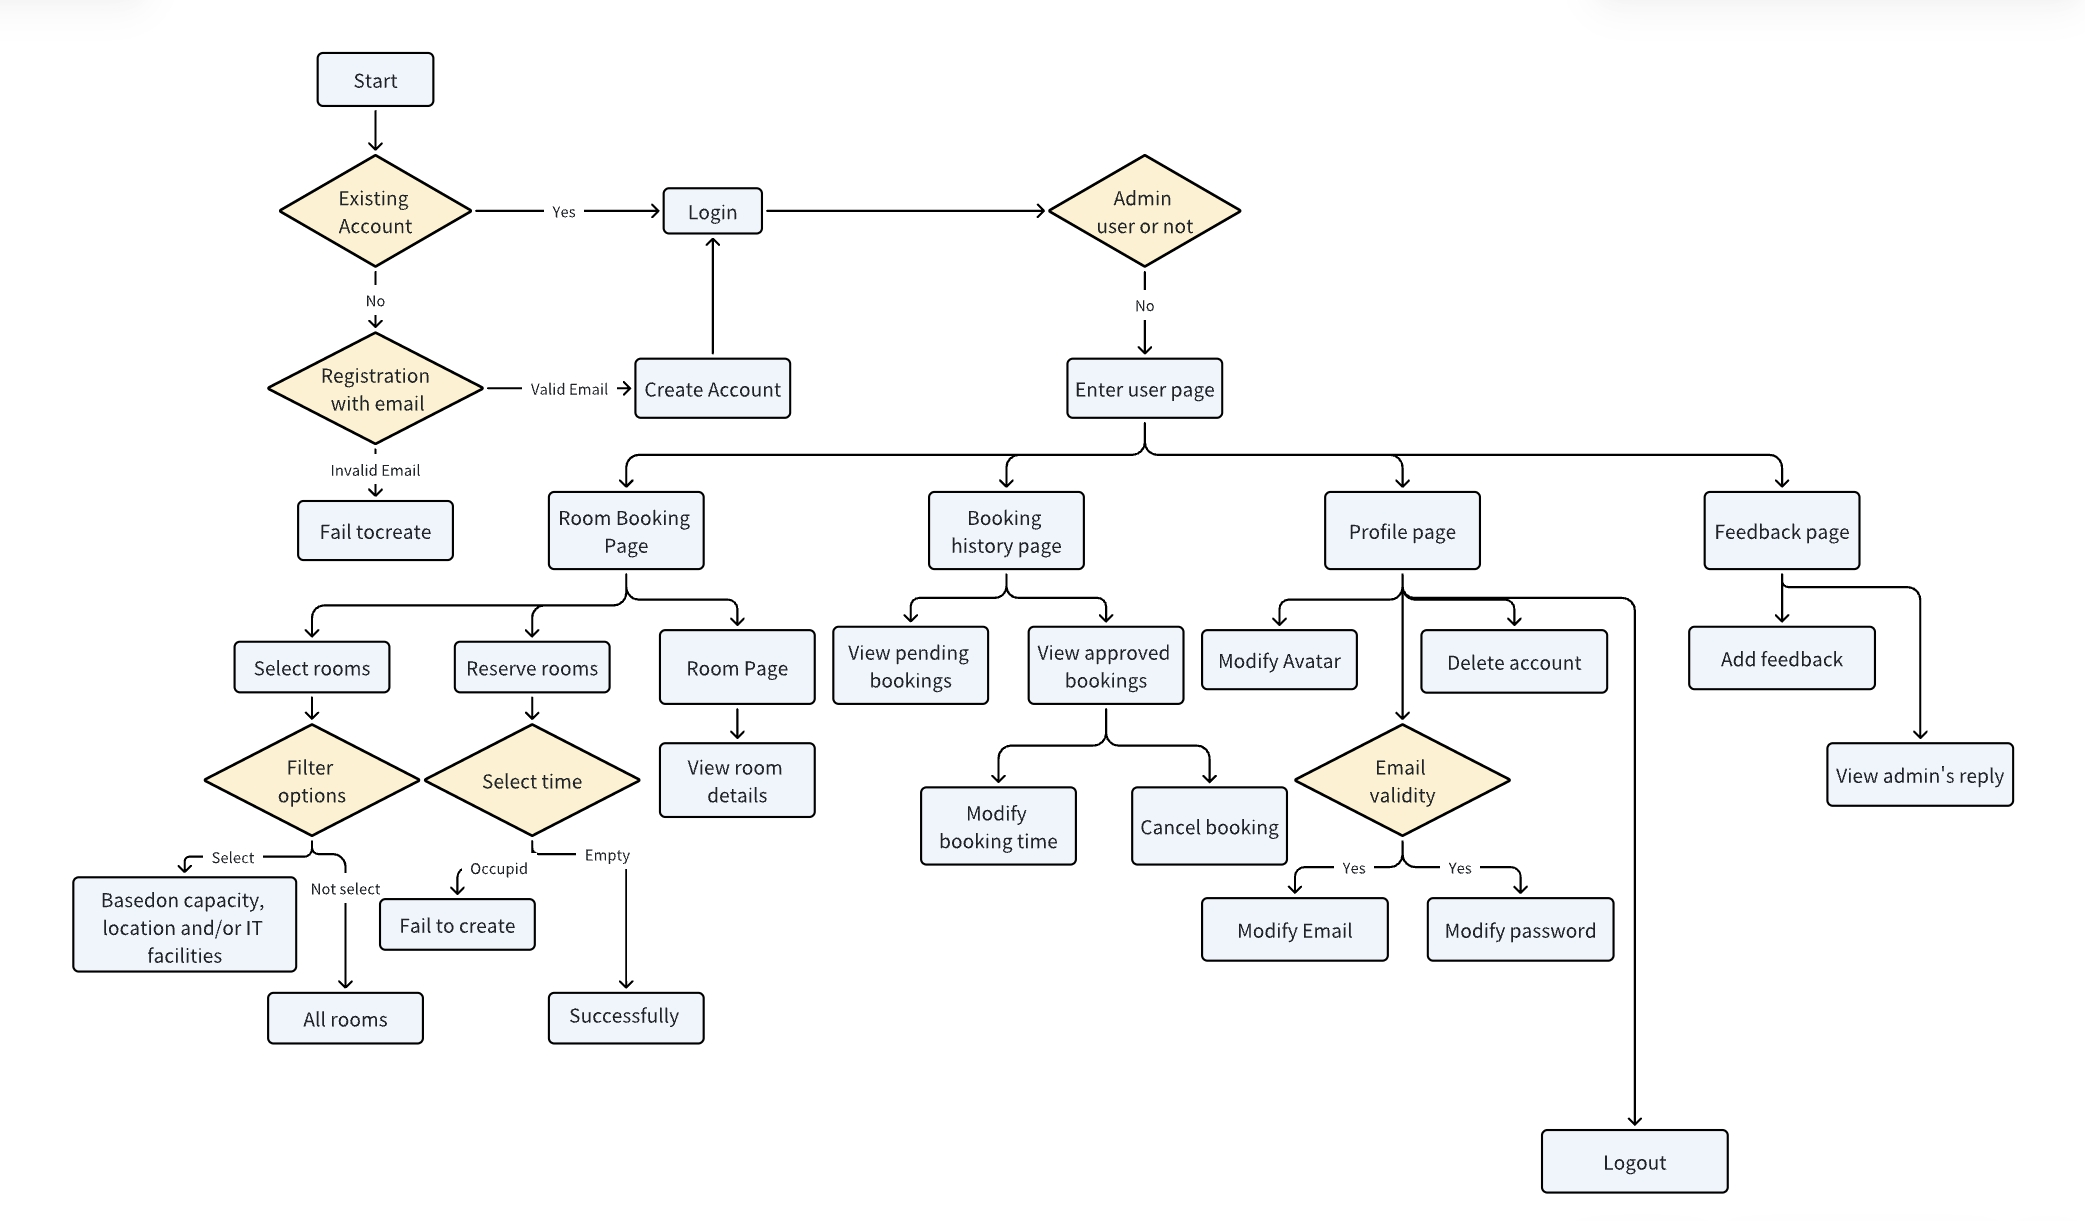 Start
Existing
Account
Yes
Login
Admin
user or not
No
No
Registration
with email
Valid Email
Create Account
Enter user page
Invalid Email
Fail tocreate
Room Booking
Page
Booking
history page
Profile page
Feedback page
Select rooms
Reserve rooms
Room Page
View pending
bookings
View approved
bookings
Modify Avatar
Delete account
Add feedback
Filter
options
Select time
View room
details
Modify
booking time
Cancel booking
Email
validity
View admin's reply
Select
Not select
Occupid
Empty
Yes
Yes
Basedon capacity,
location and/or IT
facilities
Fail to create
Modify Email
Modify password
All rooms
Successfully
Logout